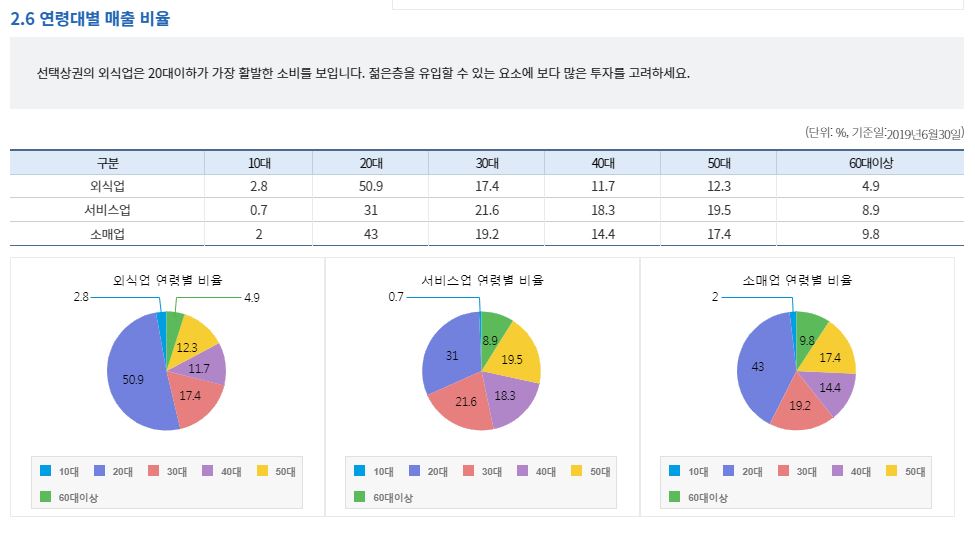 2.6 연령대별 매출 비율
선택상권의 외식업은 20대이하가 가장 활발한 소비를 보입니다. 젊은층을 유입할 수 있는 요소에 보다 많은 투자를 고려하세요.
(단위: %, 기준일:2019년6월30일)
구분 10대 20대 30대 40대 50대 60대이상
외식업 2.8 50.9 17.4 11.7 12.3 4.9
서비스업 0.7 31 21.6 18.3 19.5 8.9
소매업 2 43 19.2 14.4 17.4 9.8
외식업 연령별 비율
2.8
4.9
12.3
11.7
50.9
17.4
10대 20대 30대 40대 50대
60대이상
서비스업 연령별 비율
0.7
8.9
31
19.5
21.6
18.3
10대 20대 30대 40대 50대
60대이상
소매업 연령별 비율
2
9.8
17.4
43
14.4
19.2
10대 20대 30대 40대 50대
60대이상